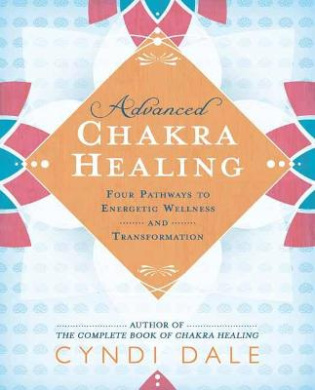 Advanced
CHAKRA
HEALING
FOUR PATHWAYS TO
ENERGETIC WELLNESS
AND
TRANSFORMATION
AUTHOR OF
THE COMPLETE BOOK OF CHAKRA HEALING
CYNDI DALE